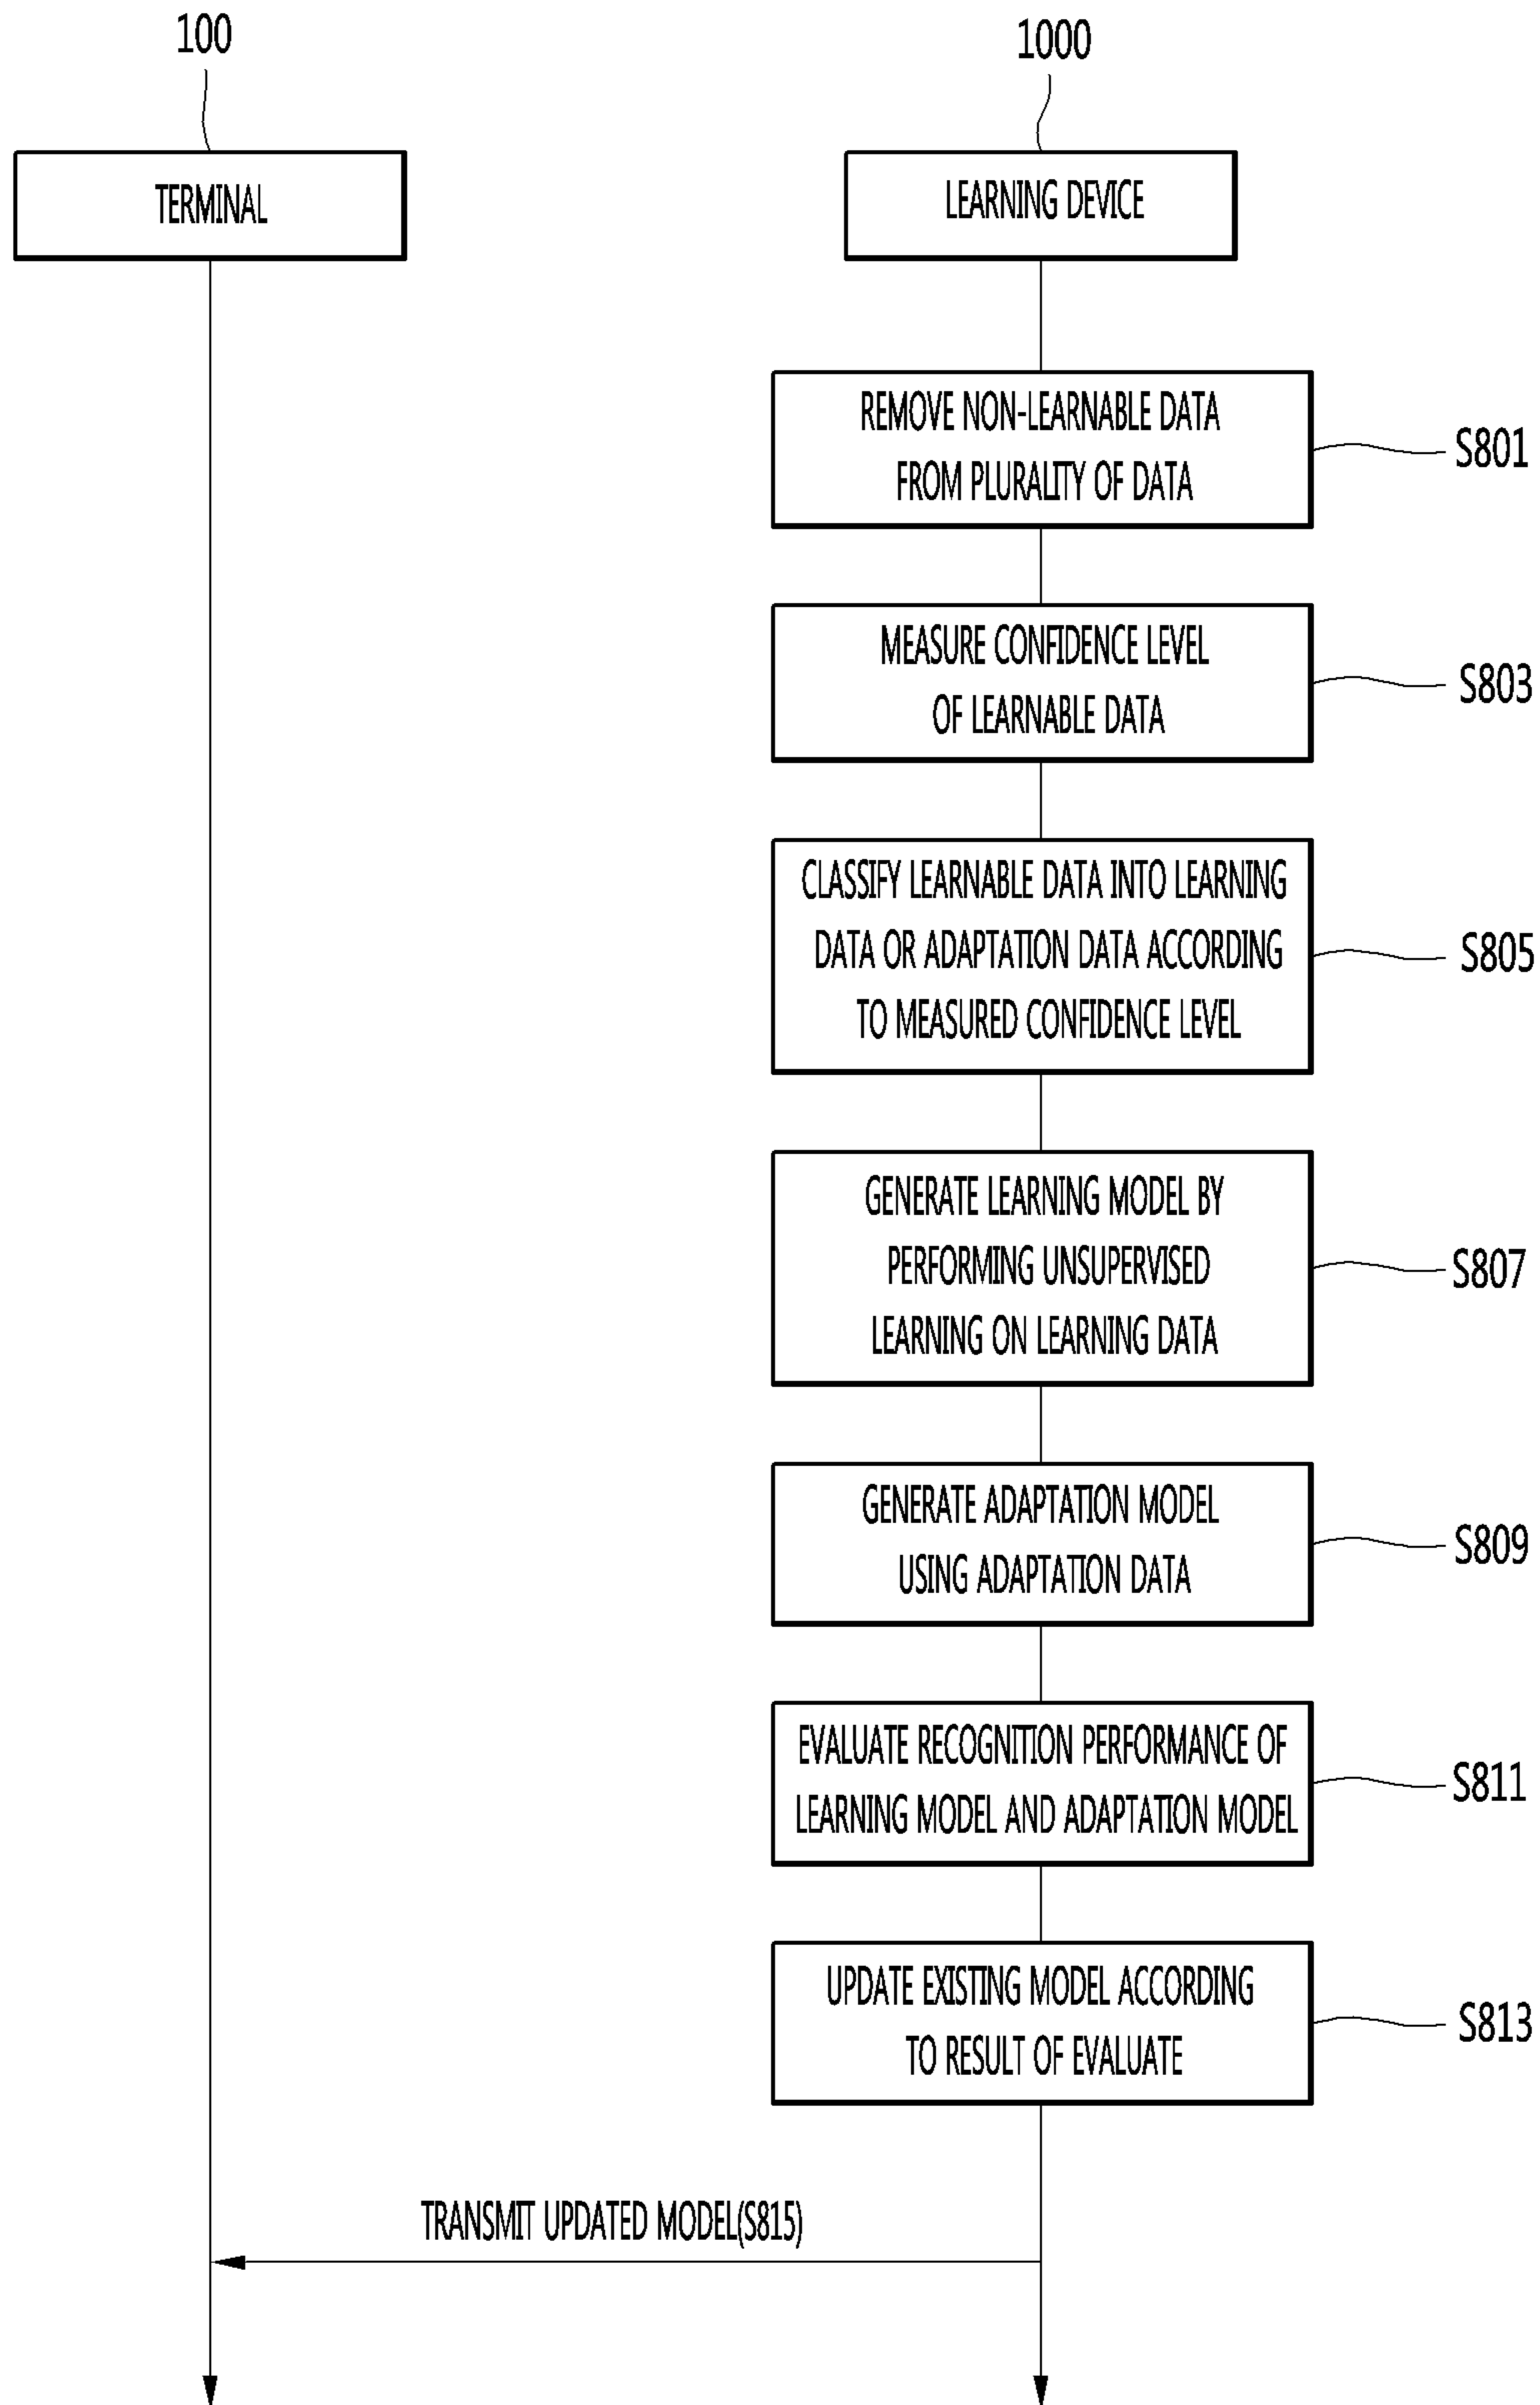 100
1000
TERMINAL
LEARNING DEVICE
REMOVE NON-LEARNABLE DATA
FROM PLURALITY OF DATA
S801
MEASURE CONFIDENCE LEVEL
OF LEARNABLE DATA
S803
CLASSIFY LEARNABLE DATA INTO LEARNING
DATA OR ADAPTATION DATA ACCORDING
TO MEASURED CONFIDENCE LEVEL
S805
GENERATE LEARNING MODEL BY
PERFORMING UNSUPERVISED
LEARNING ON LEARNING DATA
S807
GENERATE ADAPTATION MODEL
USING ADAPTATION DATA
S809
EVALUATE RECOGNITION PERFORMANCE OF
LEARNING MODEL AND ADAPTATION MODEL
S811
UPDATE EXISTING MODEL ACCORDING
TO RESULT OF EVALUATE
S813
TRANSMIT UPDATED MODEL(S815)